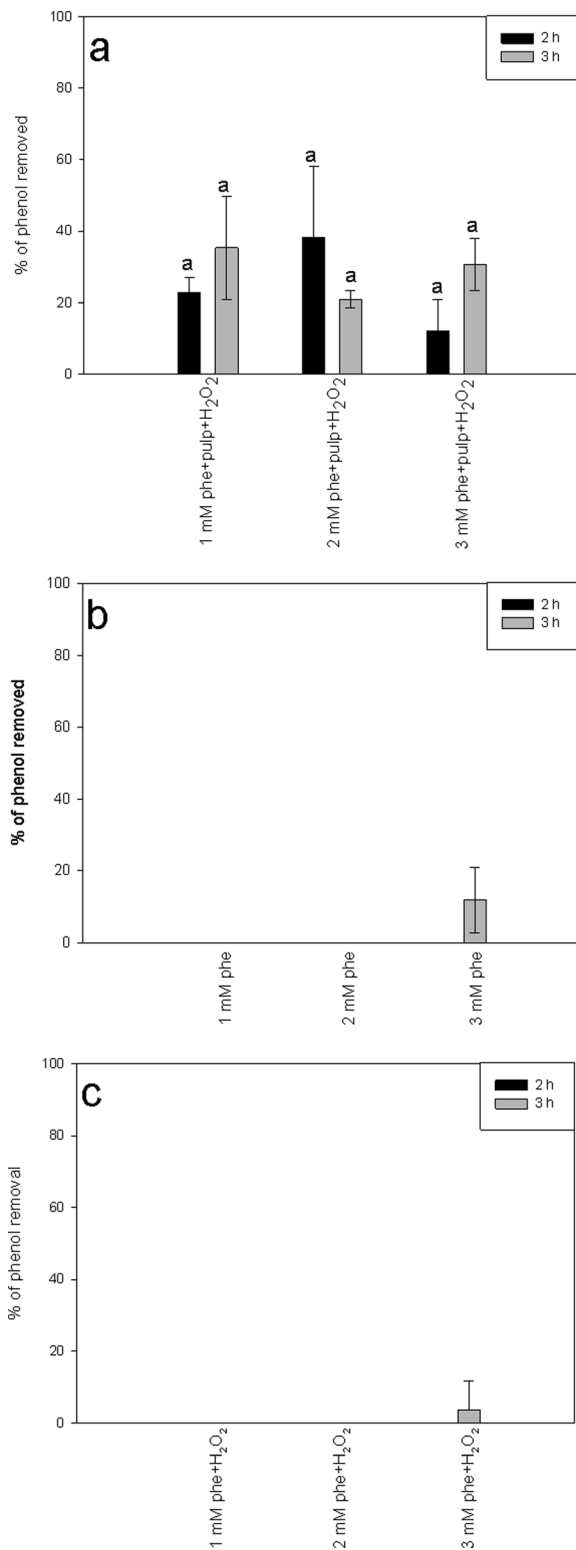 a
2 h
3 h
% of phenol removed
100
80
60
40
20
0
a
a
a
a
a
a
1 mM phe+pulp+H₂O₂
2 mM phe+pulp+H₂O₂
3 mM phe+pulp+H₂O₂
b
2 h
3 h
% of phenol removed
100
80
60
40
20
0
1 mM phe
2 mM phe
3 mM phe
c
2 h
3 h
% of phenol removal
100
80
60
40
20
0
1 mM phe+H₂O₂
2 mM phe+H₂O₂
3 mM phe+H₂O₂